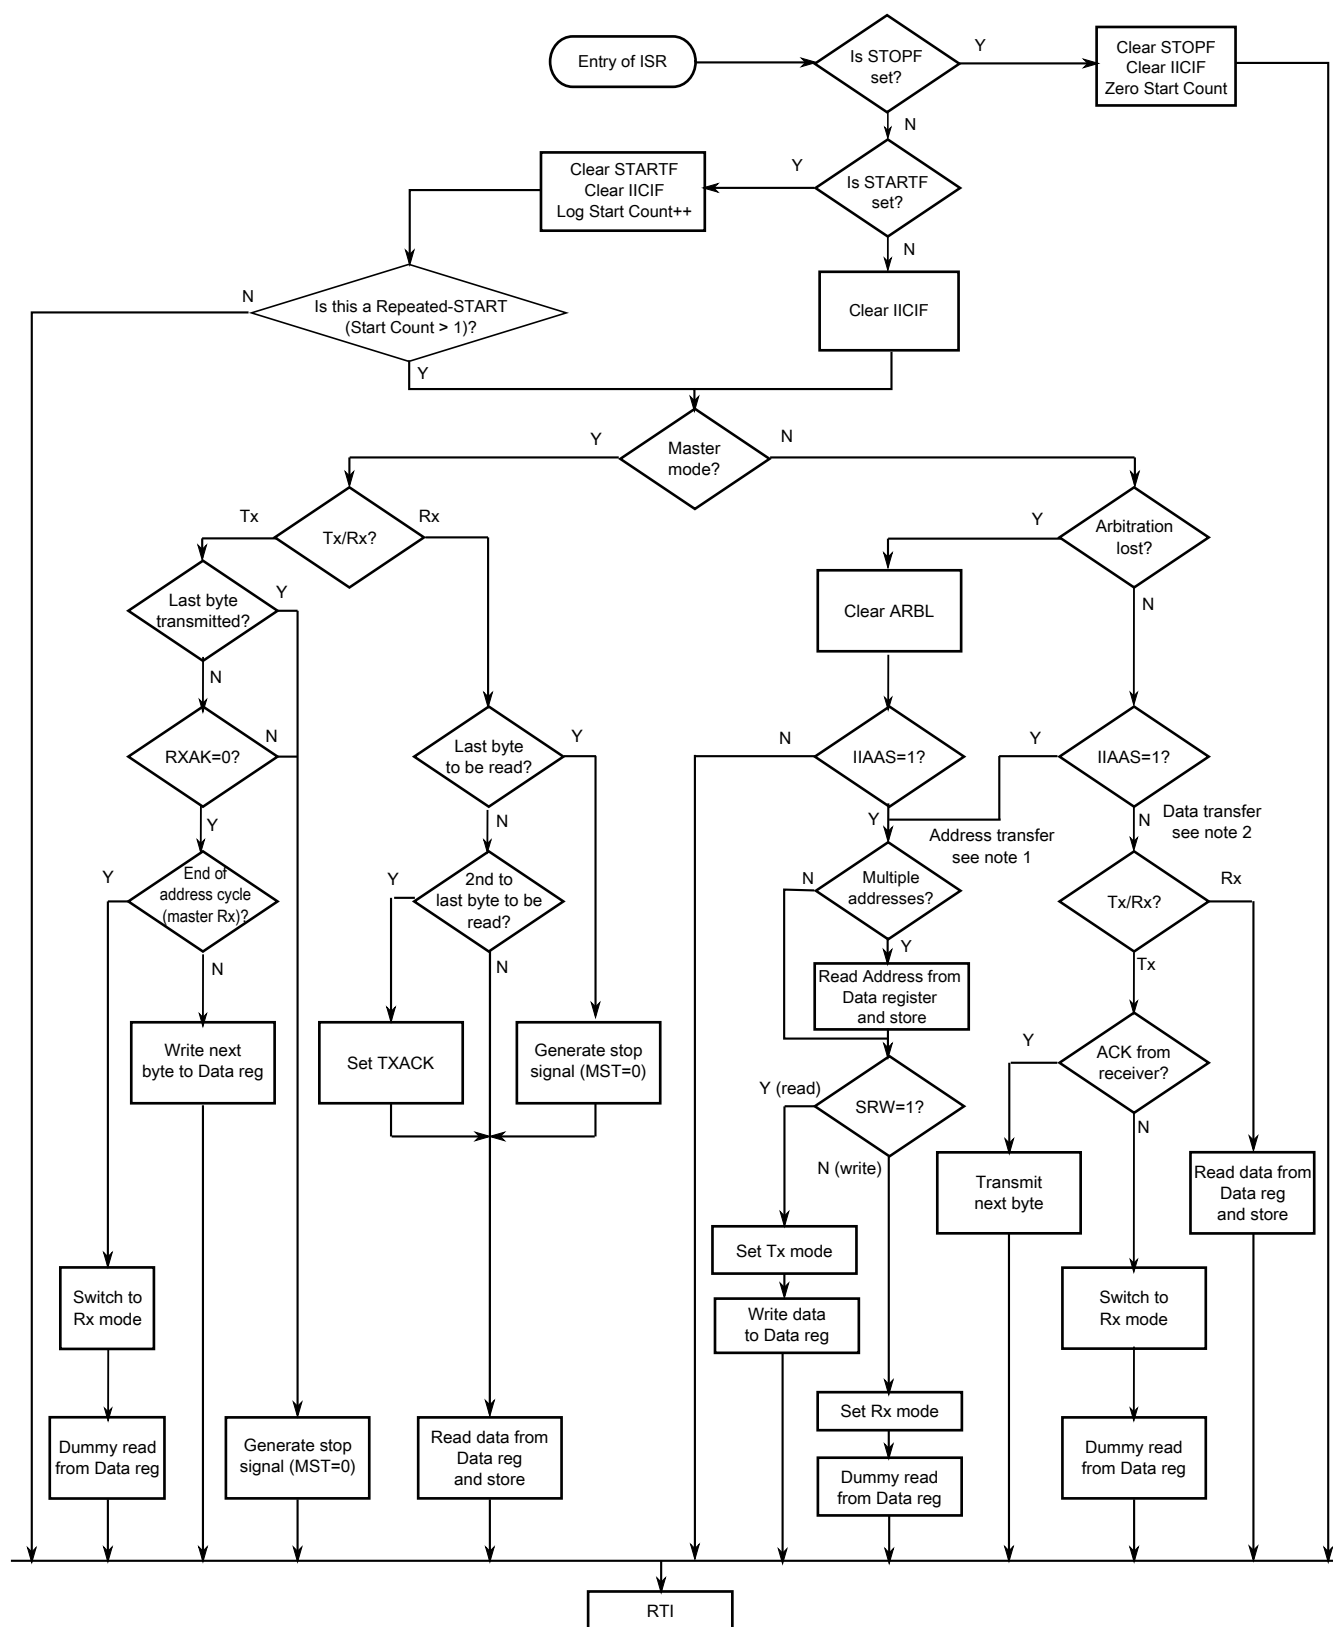 Entry of ISR
Is STOPF
set?
Y
Clear STOPF
Clear IICIF
Zero Start Count
N
Clear STARTF
Clear IICIF
Log Start Count++
Y
Is STARTF
set?
N
N
Is this a Repeated-START
(Start Count > 1)?
Y
Clear IICIF
Y
Master
mode?
N
Tx
Tx/Rx?
Rx
Y
Arbitration
lost?
N
Last byte
transmitted?
Y
N
Clear ARBL
RXAK=0?
N
Y
Last byte
to be read?
Y
N
N
IIAAS=1?
Y
Y
IIAAS=1?
N
Data transfer
see note 2
Address transfer
see note 1
Y
End of
address cycle
(master Rx)?
N
Y
2nd to
last byte to be
read?
N
N
Multiple
addresses?
Y
Tx/Rx?
Rx
Tx
Read Address from
Data register
and store
Write next
byte to Data reg
Set TXACK
Generate stop
signal (MST=0)
Y
ACK from
receiver?
N
Y (read)
SRW=1?
N (write)
Transmit
next byte
Read data from
Data reg
and store
Set Tx mode
Write data
to Data reg
Switch to
Rx mode
Switch to
Rx mode
Set Rx mode
Dummy read
from Data reg
Generate stop
signal (MST=0)
Read data from
Data reg
and store
Dummy read
from Data reg
Dummy read
from Data reg
RTI